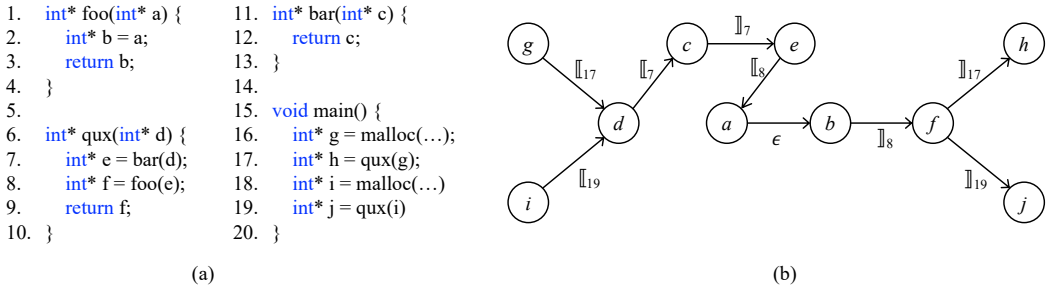 1. int* foo(int* a) {
2. int* b = a;
3. return b;
4. }
5.
6. int* qux(int* d) {
7. int* e = bar(d);
8. int* f = foo(e);
9. return f;
10. }
11. int* bar(int* c) {
12. return c;
13. }
14.
15. void main() {
16. int* g = malloc(…);
17. int* h = qux(g);
18. int* i = malloc(…)
19. int* j = qux(i)
20. }
(a)
g
⟦17
i
⟦19
d
⟦7
c
⟧7
e
⟦8
a
ϵ
b
⟧8
f
⟧17
h
⟧19
j
(b)